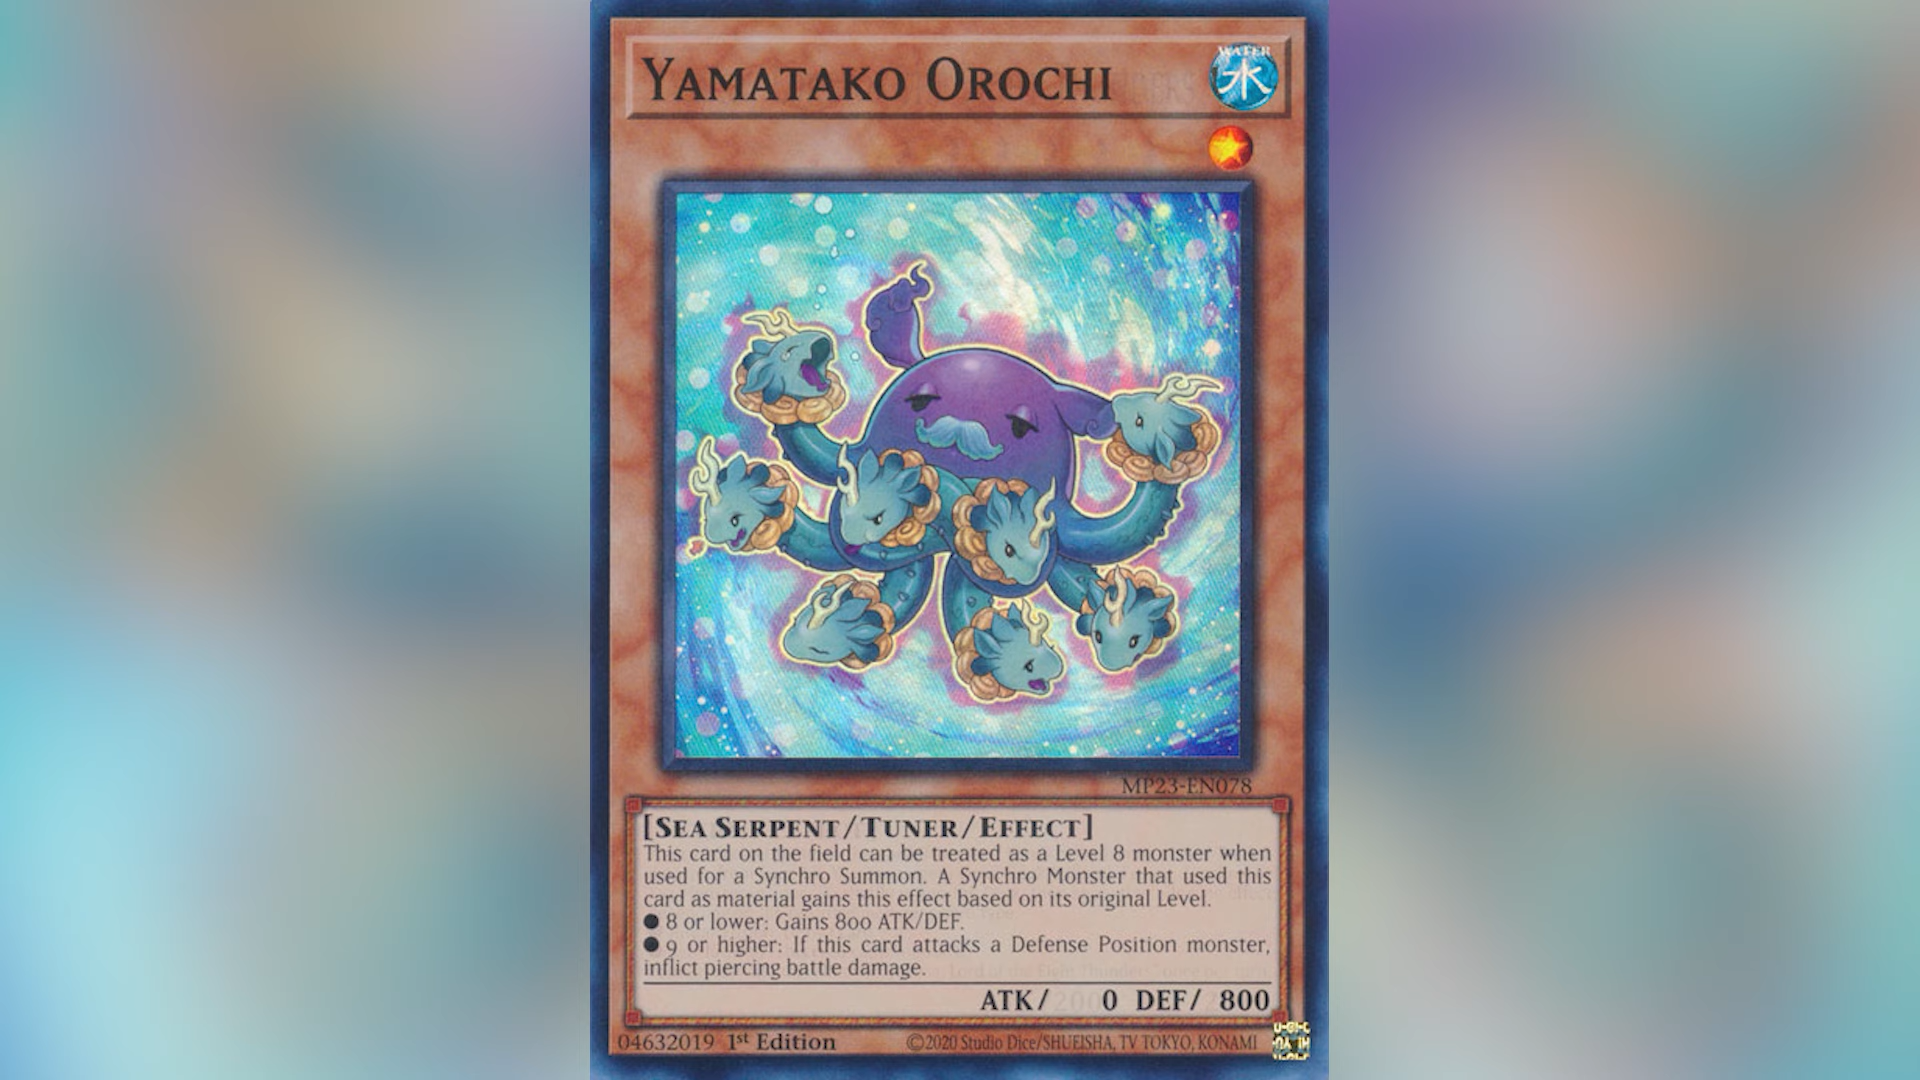 YAMATAKO OROCHI
WATER
水
MP23-EN078
[SEA SERPENT/TUNER/EFFECT]
This card on the field can be treated as a Level 8 monster when
used for a Synchro Summon. A Synchro Monster that used this
card as material gains this effect based on its original Level.
● 8 or lower: Gains 800 ATK/DEF.
● 9 or higher: If this card attacks a Defense Position monster,
inflict piercing battle damage.
ATK/ 0 DEF/ 800
04632019 1st Edition ©2020 Studio Dice/SHUEISHA, TV TOKYO, KONAMI